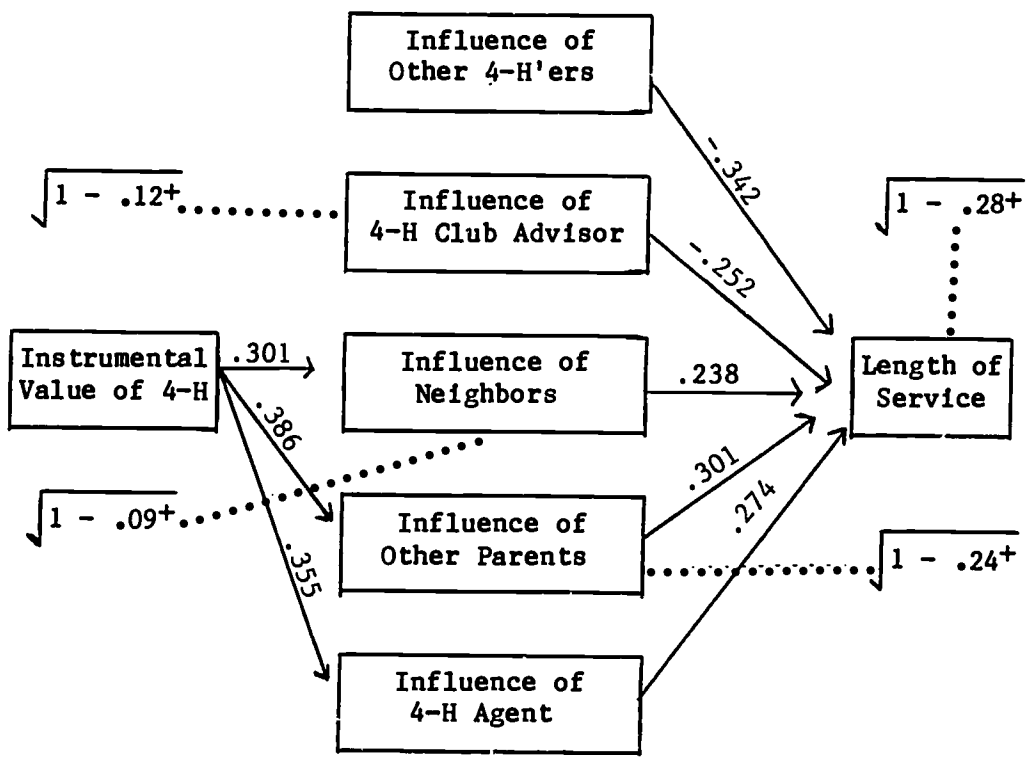 Influence of
Other 4-H'ers
-.342
√1 - .12+
Influence of
4-H Club Advisor
-.252
√1 - .28+
Instrumental
Value of 4-H
.301
Influence of
Neighbors
.238
Length of
Service
.386
√1 - .09+
.355
Influence of
Other Parents
.301
.274
√1 - .24+
Influence of
4-H Agent